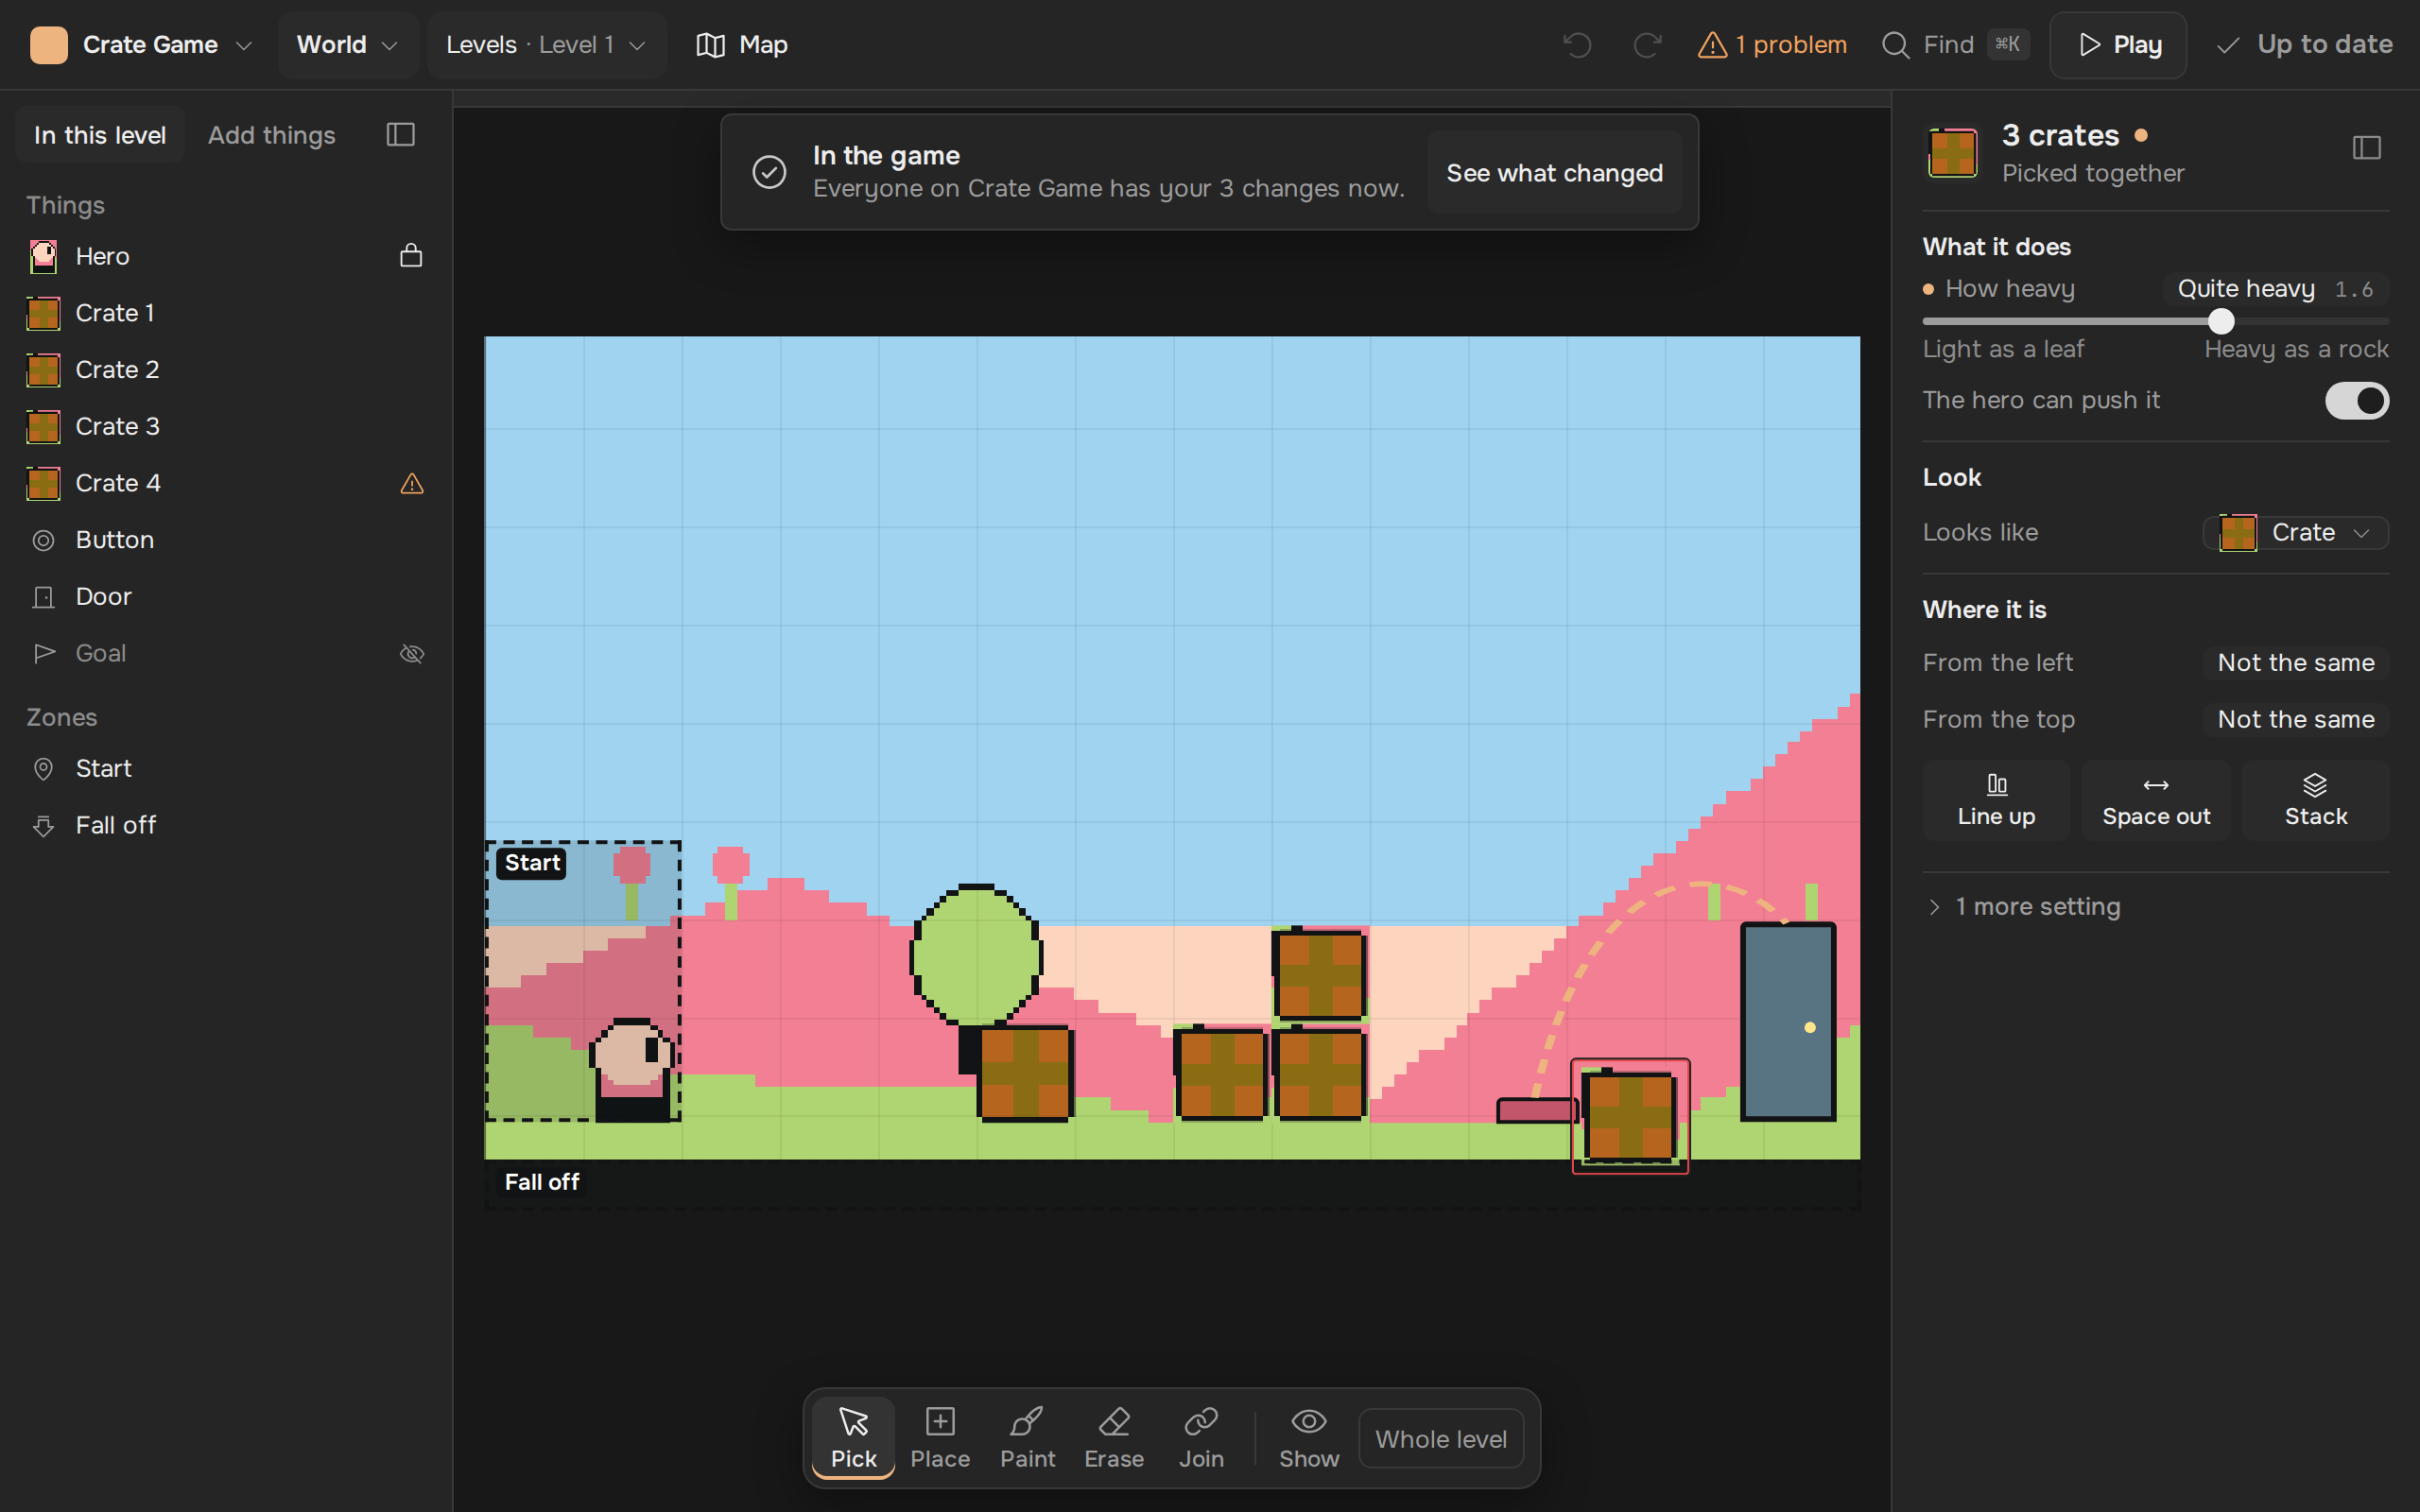 Crate Game
World
Levels · Level 1
Map
1 problem
Find ⌘K
Play
Up to date
In this level
Add things
Things
Hero
Crate 1
Crate 2
Crate 3
Crate 4
Button
Door
Goal
Zones
Start
Fall off
In the game
Everyone on Crate Game has your 3 changes now.
See what changed
Start
Fall off
Pick
Place
Paint
Erase
Join
Show
Whole level
3 crates
Picked together
What it does
How heavy
Quite heavy 1.6
Light as a leaf
Heavy as a rock
The hero can push it
Look
Looks like
Crate
Where it is
From the left
Not the same
From the top
Not the same
Line up
Space out
Stack
1 more setting